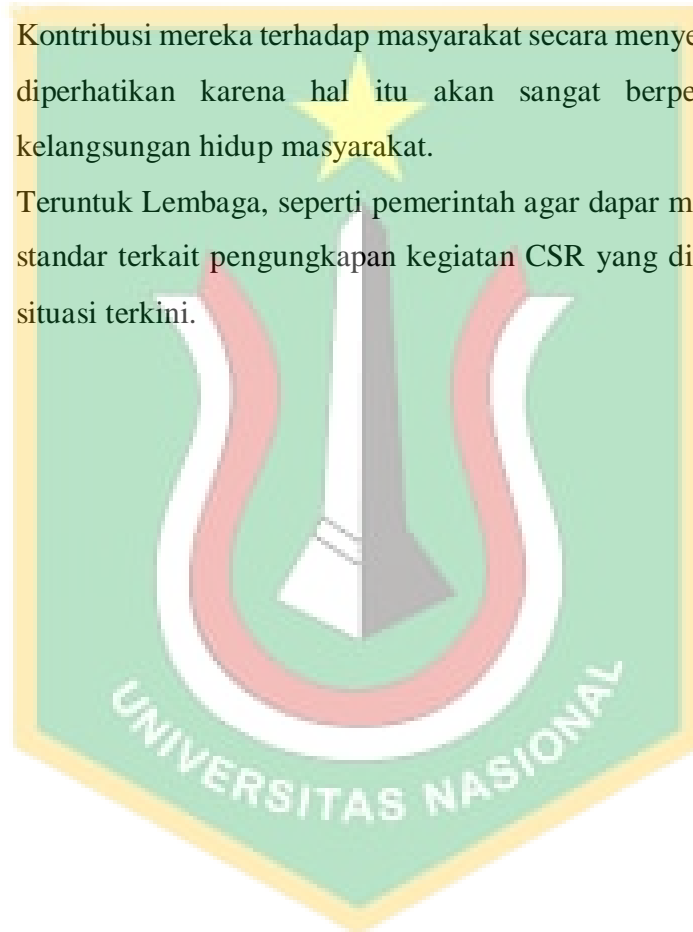 Kontribusi mereka terhadap masyarakat secara menye
diperhatikan karena hal itu akan sangat berpe
kelangsungan hidup masyarakat.
Teruntuk Lembaga, seperti pemerintah agar dapar m
standar terkait pengungkapan kegiatan CSR yang di
situasi terkini.
UNIVERSITAS NASIONAL